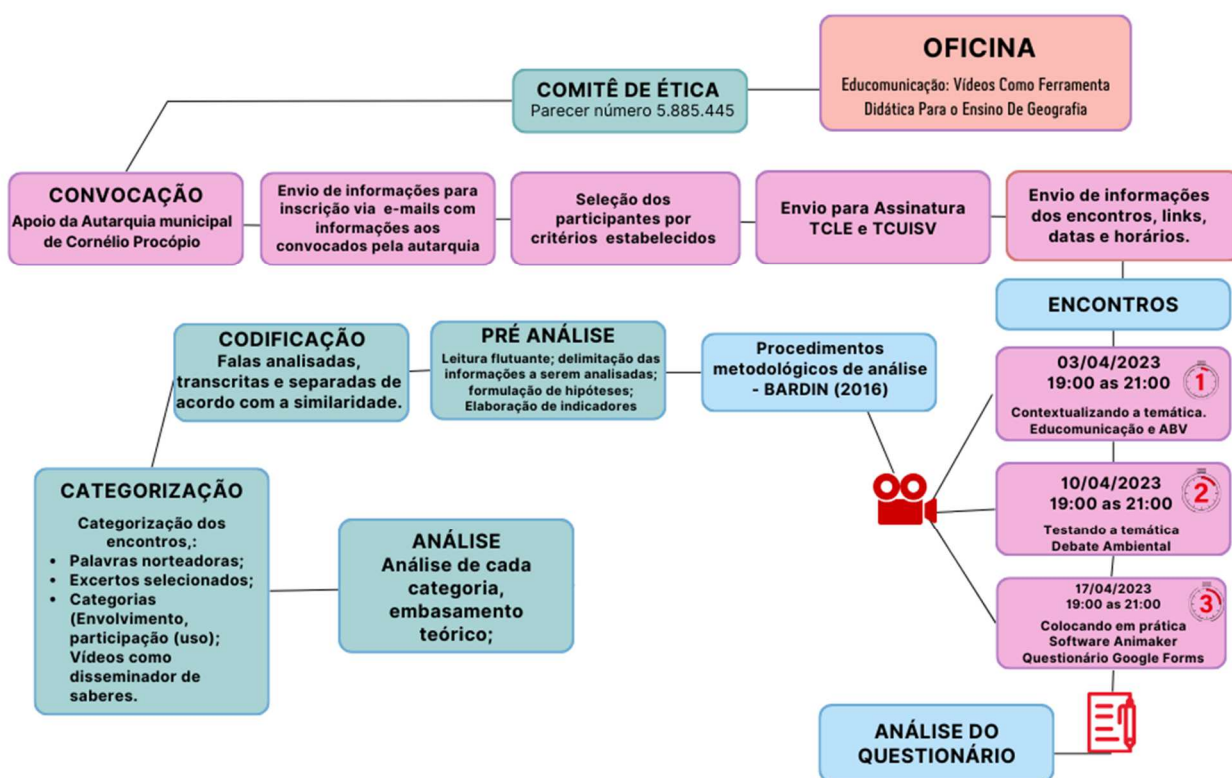 OFICINA
Educomunicação: Vídeos Como Ferramenta
Didática Para o Ensino De Geografia
COMITÊ DE ÉTICA
Parecer número 5.885.445
CONVOCAÇÃO
Apoio da Autarquia municipal
de Cornélio Procópio
Envio de informações para
inscrição via e-mails com
informações aos
convocados pela autarquia
Seleção dos
participantes por
critérios estabelecidos
Envio para Assinatura
TCLE e TCUISV
Envio de informações
dos encontros, links,
datas e horários.
ENCONTROS
03/04/2023
19:00 as 21:00
1
Contextualizando a temática.
Educomunicação e ABV
10/04/2023
19:00 as 21:00
2
Testando a temática
Debate Ambiental
17/04/2023
19:00 as 21:00
3
Colocando em prática
Software Animaker
Questionário Google Forms
ANÁLISE DO
QUESTIONÁRIO
Procedimentos
metodológicos de análise
- BARDIN (2016)
PRÉ ANÁLISE
Leitura flutuante; delimitação das
informações a serem analisadas;
formulação de hipóteses;
Elaboração de indicadores
CODIFICAÇÃO
Falas analisadas,
transcritas e separadas de
acordo com a similaridade.
CATEGORIZAÇÃO
Categorização dos
encontros,:
• Palavras norteadoras;
• Excertos selecionados;
• Categorias
(Envolvimento,
participação (uso);
Vídeos como
disseminador de
saberes.
ANÁLISE
Análise de cada
categoria,
embasamento
teórico;